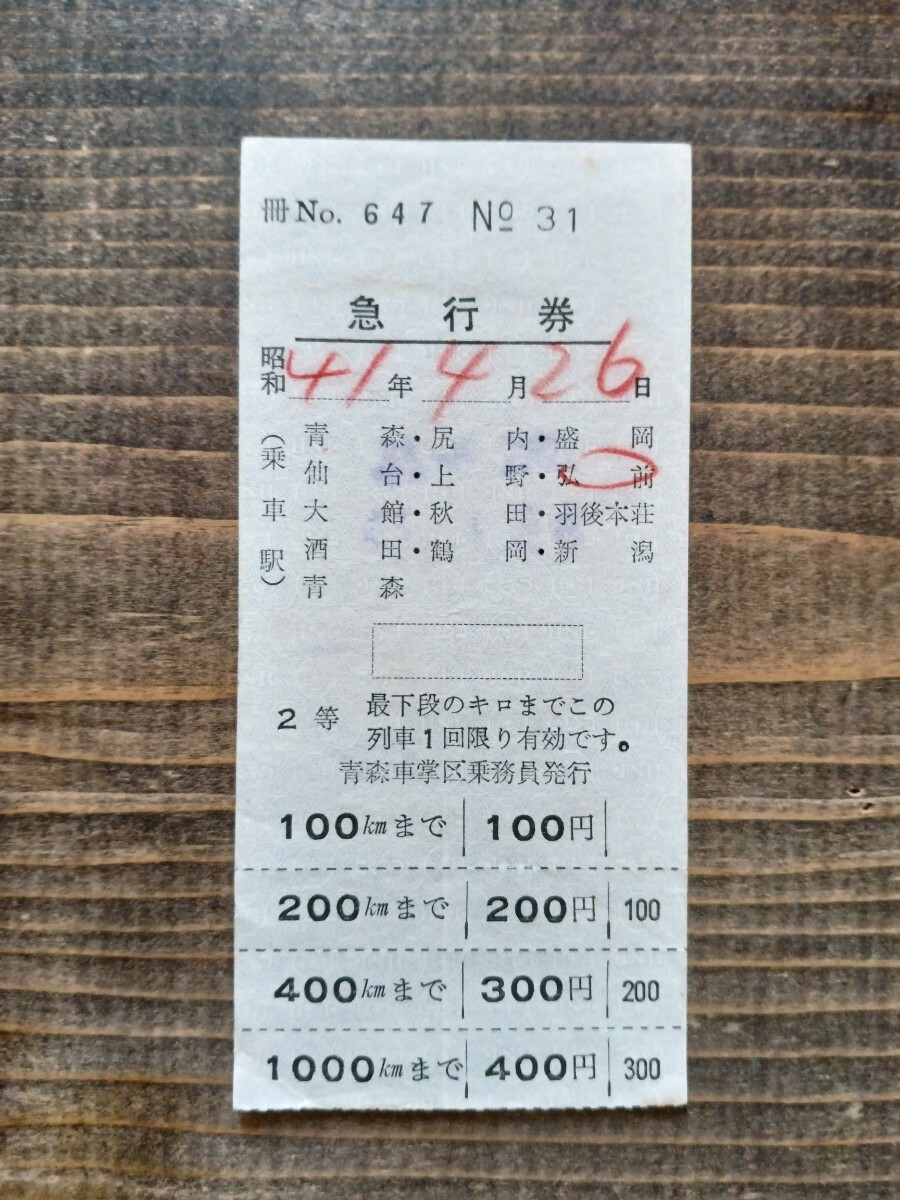 冊No. 647 No 31
急行券
昭和41年4月26日
(乗車駅)
青森・尻内・盛岡
仙台・上野・弘前
大館・秋田・羽後本荘
酒田・鶴岡・新潟
青森
2等 最下段のキロまでこの
列車1回限り有効です。
青森車掌区乗務員発行
100kmまで 100円
200kmまで 200円 100
400kmまで 300円 200
1000kmまで 400円 300